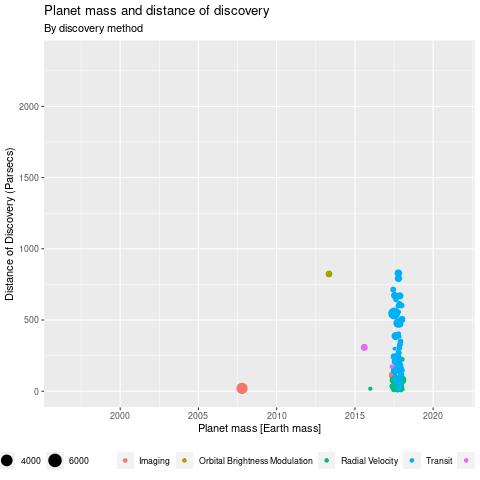 Planet mass and distance of discovery
By discovery method
Distance of Discovery (Parsecs)
2000
1500
1000
500
0
2000
2005
2010
2015
2020
Planet mass [Earth mass]
4000
6000
Imaging
Orbital Brightness Modulation
Radial Velocity
Transit